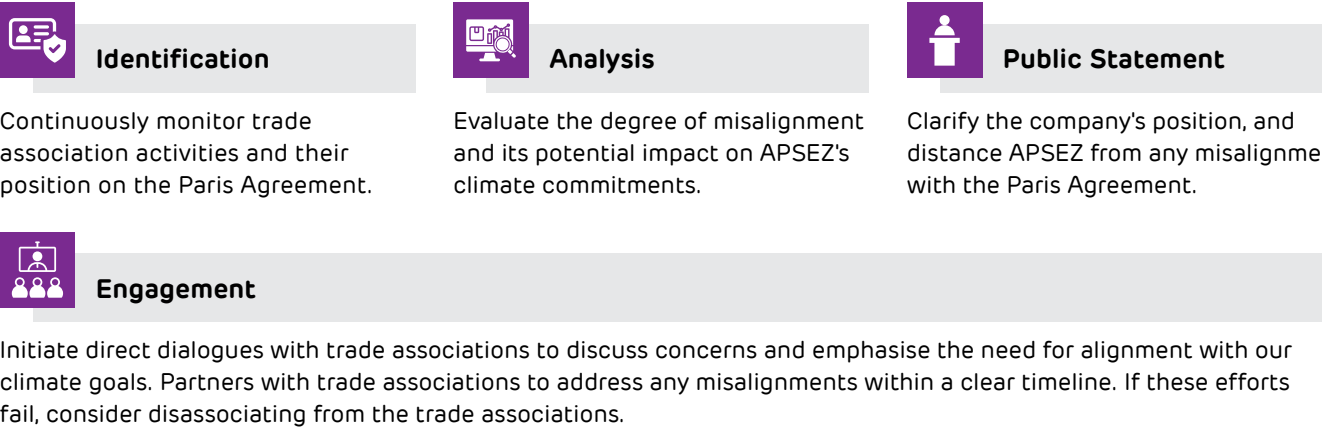 Identification
Continuously monitor trade
association activities and their
position on the Paris Agreement.
Analysis
Evaluate the degree of misalignment
and its potential impact on APSEZ's
climate commitments.
Public Statement
Clarify the company's position, and
distance APSEZ from any misalignme
with the Paris Agreement.
Engagement
Initiate direct dialogues with trade associations to discuss concerns and emphasise the need for alignment with our
climate goals. Partners with trade associations to address any misalignments within a clear timeline. If these efforts
fail, consider disassociating from the trade associations.